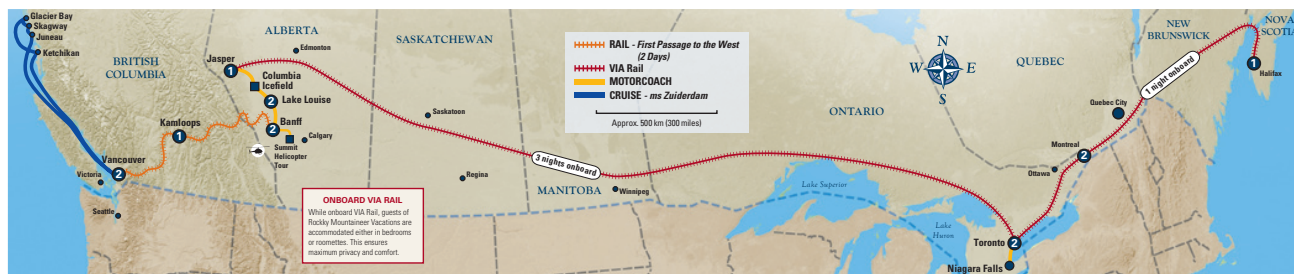 Glacier Bay
Skagway
Juneau
Ketchikan
BRITISH
COLUMBIA
ALBERTA
Edmonton
Jasper
1
Columbia
Icefield
2
Lake Louise
Banff
2
Calgary
Summit
Helicopter
Tour
Kamloops
1
Vancouver
2
Victoria
Seattle
SASKATCHEWAN
Saskatoon
Regina
ONBOARD VIA RAIL
While onboard VIA Rail, guests of
Rocky Mountaineer Vacations are
accommodated either in bedrooms
or roomettes. This ensures
maximum privacy and comfort.
3 nights onboard
MANITOBA
Winnipeg
RAIL - First Passage to the West
(2 Days)
VIA Rail
MOTORCOACH
CRUISE - ms Zuiderdam
Approx. 500 km (300 miles)
ONTARIO
N
W
E
S
Lake Superior
Lake
Huron
Toronto
2
Niagara Falls
QUEBEC
Quebec City
Montreal
2
Ottawa
1 night onboard
NEW
BRUNSWICK
NOVA
SCOTIA
1
Halifax